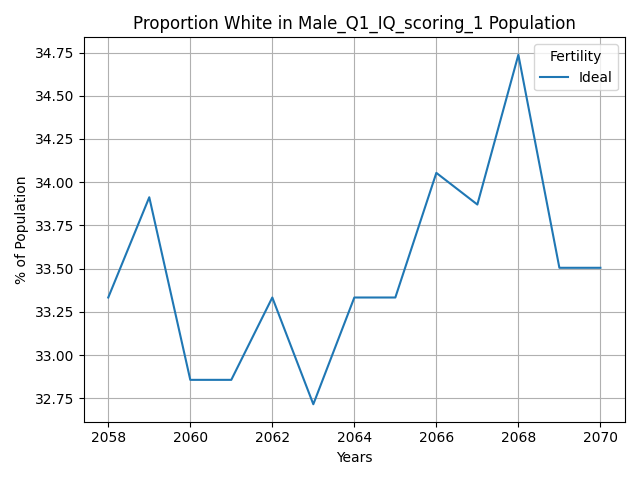 Proportion White in Male_Q1_IQ_scoring_1 Population
34.75
34.50
34.25
34.00
33.75
33.50
33.25
33.00
32.75
% of Population
Fertility
Ideal
2058 2060 2062 2064 2066 2068 2070
Years